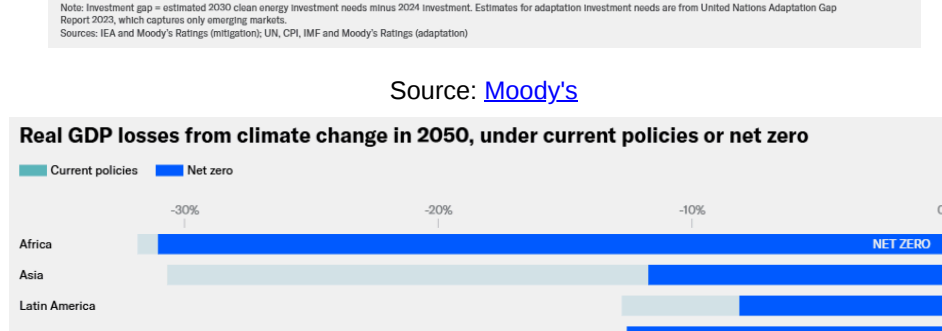 Note: Investment gap = estimated 2030 clean energy investment needs minus 2024 investment. Estimates for adaptation investment needs are from United Nations Adaptation Gap
Report 2023, which captures only emerging markets.
Sources: IEA and Moody's Ratings (mitigation); UN, CPI, IMF and Moody's Ratings (adaptation)
Source: Moody's
Real GDP losses from climate change in 2050, under current policies or net zero
Current policies Net zero
-30% -20% -10%
Africa NET ZERO
Asia
Latin America